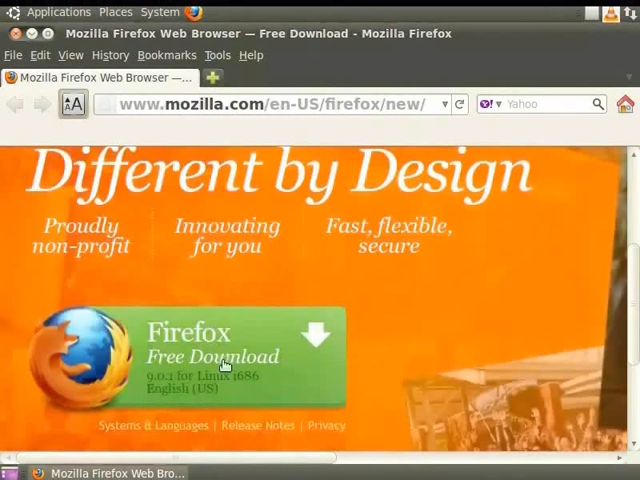 Applications Places System
Mozilla Firefox Web Browser — Free Download - Mozilla Firefox
File Edit View History Bookmarks Tools Help
Mozilla Firefox Web Browser —...
AA www.mozilla.com/en-US/firefox/new/ Y! Yahoo
Different by Design
Proudly non-profit
Innovating for you
Fast, flexible, secure
Firefox
Free Download
9.0.1 for Linux i686
English (US)
Systems & Languages | Release Notes | Privacy
Mozilla Firefox Web Bro...